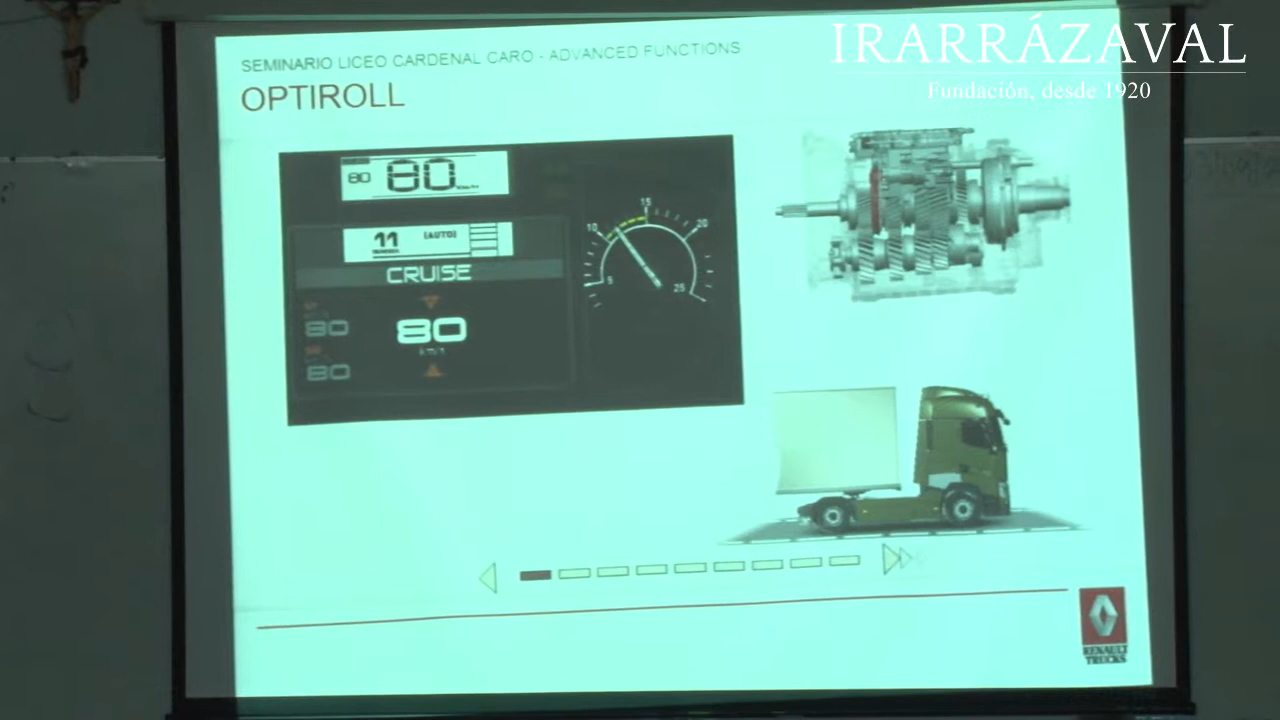 IRARRÁZAVAL
Fundación, desde 1920
SEMINARIO LICEO CARDENAL CARO - ADVANCED FUNCTIONS
OPTIROLL
80 80 km/h
11 (AUTO)
CRUISE
80
80
km/h
80
5 10 15 20 25
RENAULT
TRUCKS